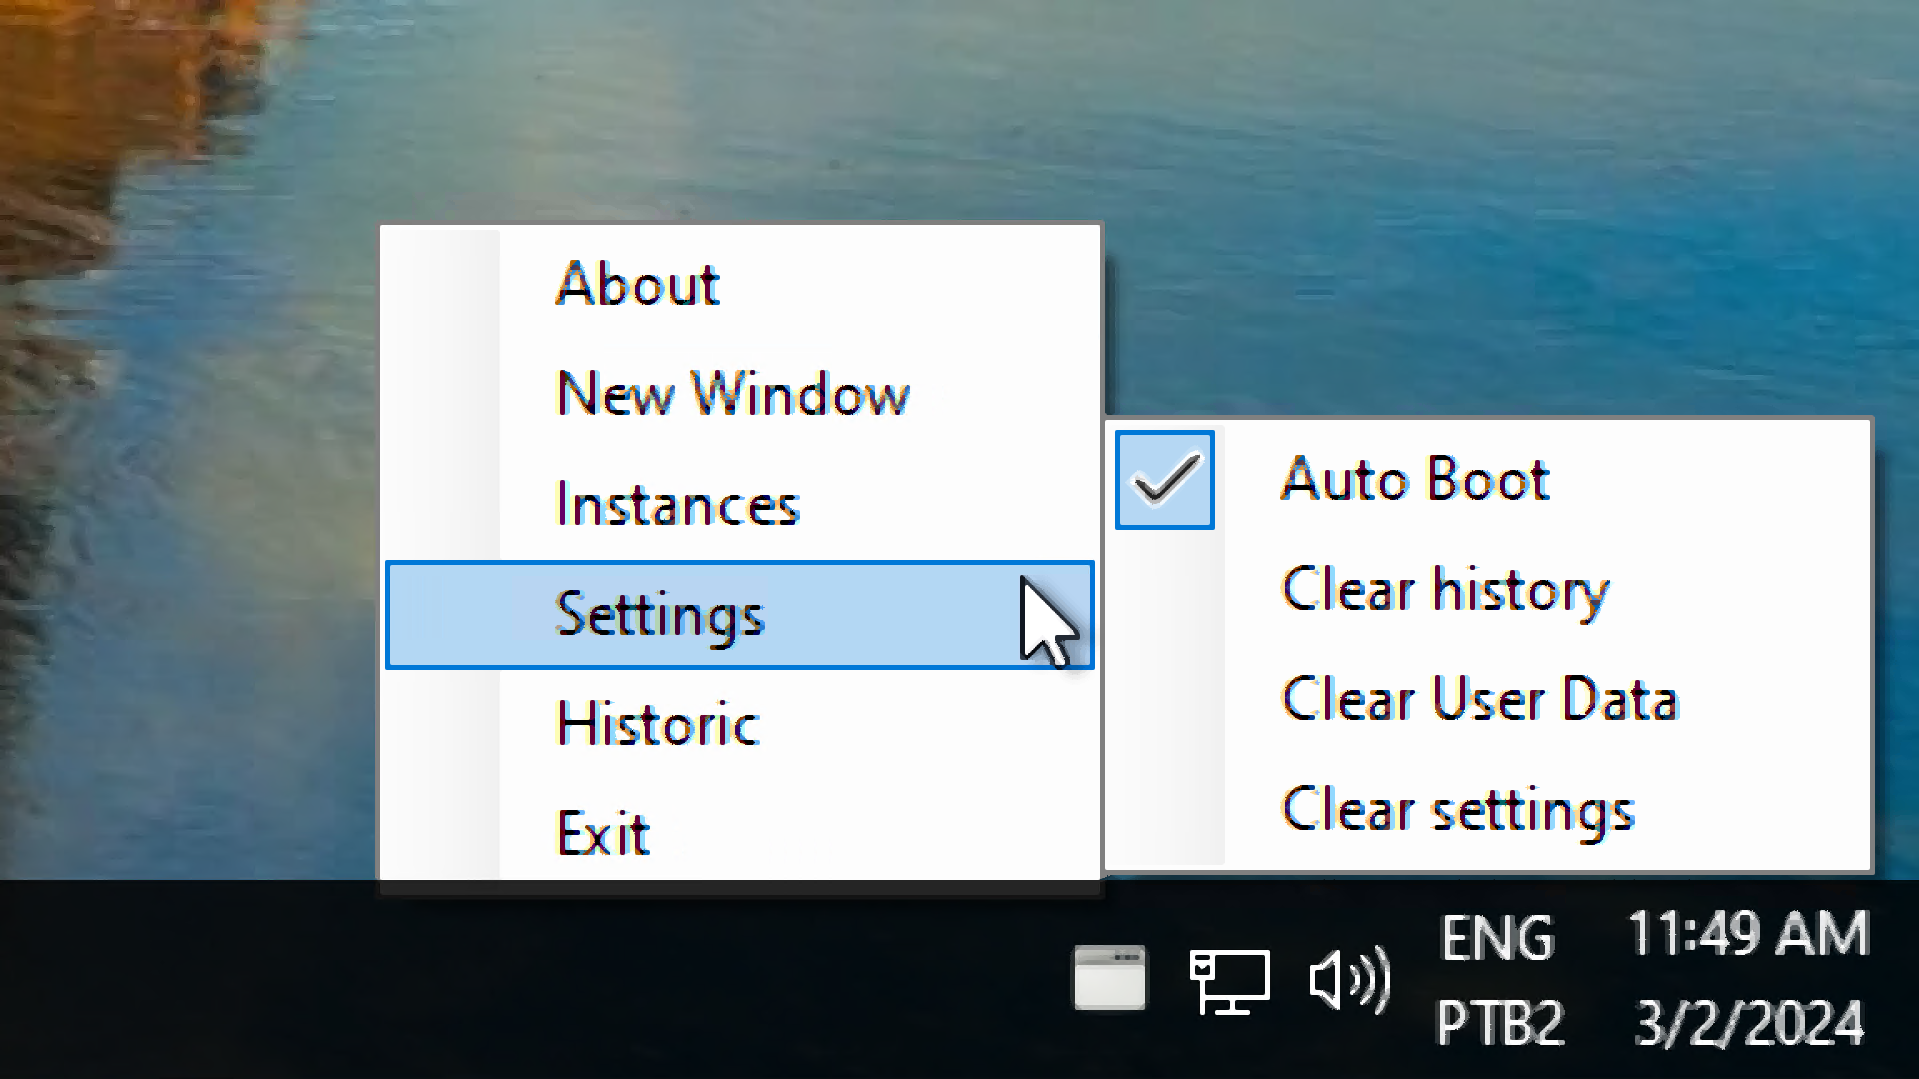 About
New Window
Instances
Settings
Historic
Exit
Auto Boot
Clear history
Clear User Data
Clear settings
ENG
PTB2
11:49 AM
3/2/2024